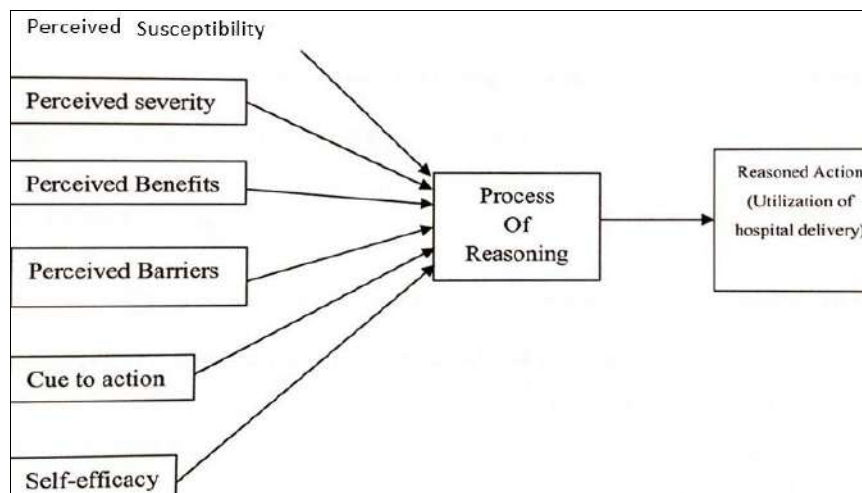 Perceived Susceptibility
Perceived severity
Perceived Benefits
Perceived Barriers
Cue to action
Self-efficacy
Process
Of
Reasoning
Reasoned Action
(Utilization of
hospital delivery)